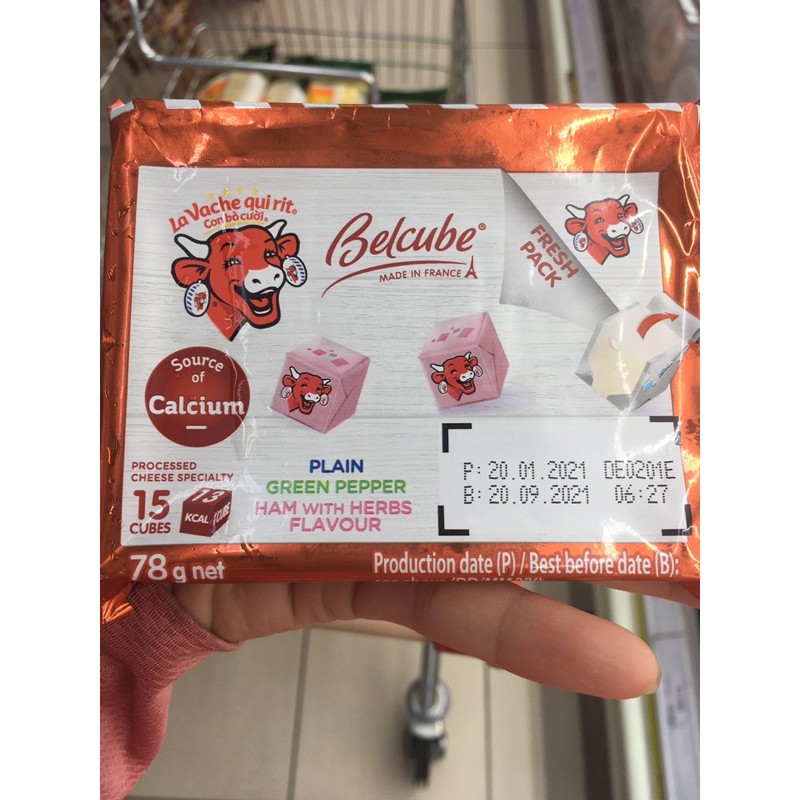 La Vache qui rit®
Con bò cười®
Belcube®
MADE IN FRANCE
FRESH
PACK
Source
of
Calcium
PROCESSED
CHEESE SPECIALTY
15
CUBES
13
KCAL /CUBE
PLAIN
GREEN PEPPER
HAM WITH HERBS
FLAVOUR
P: 20.01.2021 DE0201E
B: 20.09.2021 06:27
78 g net
Production date (P) / Best before date (B):